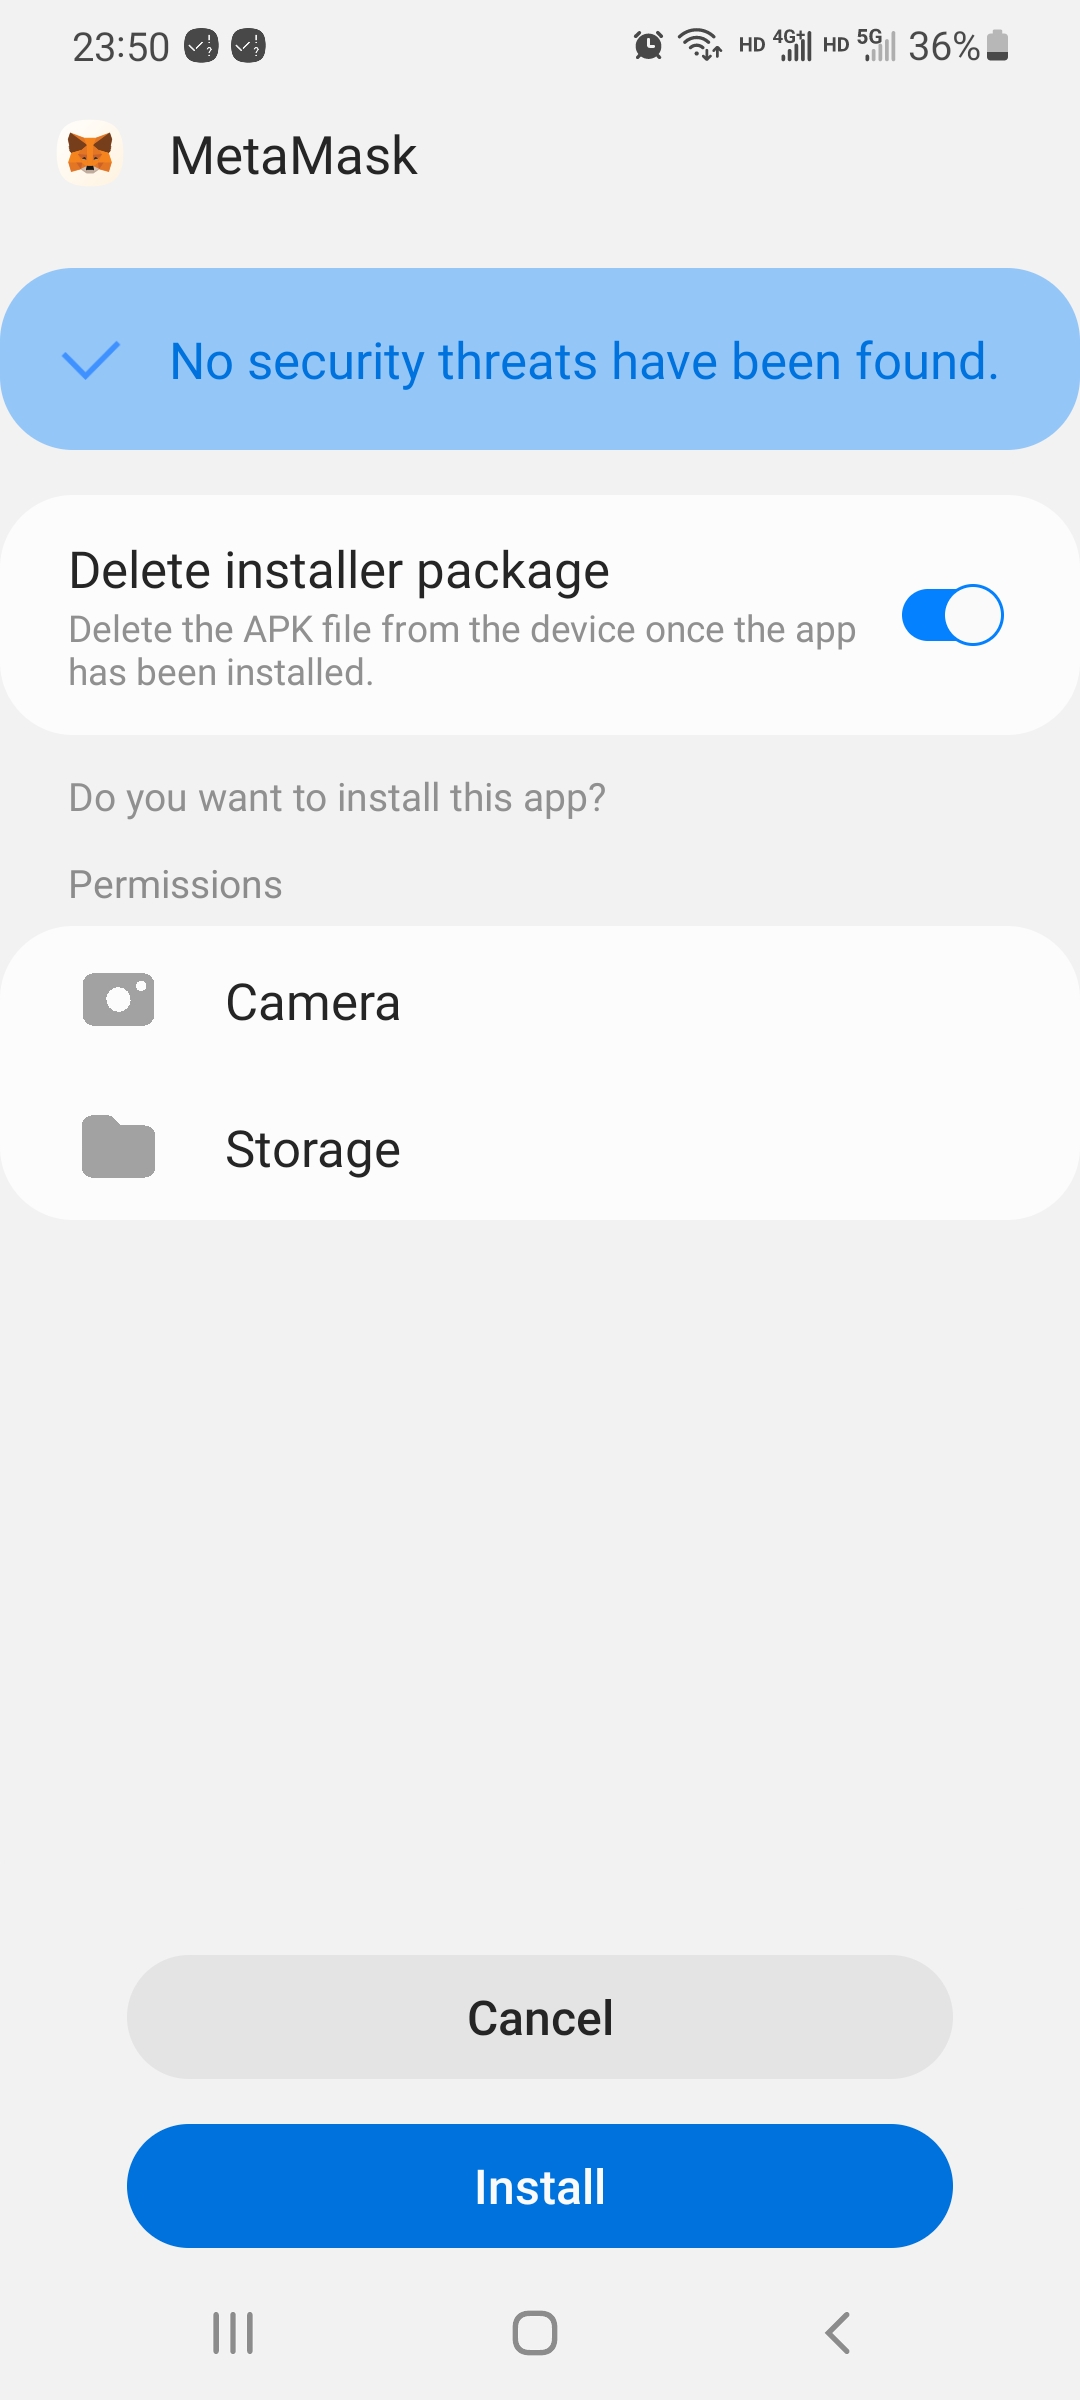 23:50
HD 4G+ HD 5G 36%
MetaMask
No security threats have been found.
Delete installer package
Delete the APK file from the device once the app
has been installed.
Do you want to install this app?
Permissions
Camera
Storage
Cancel
Install